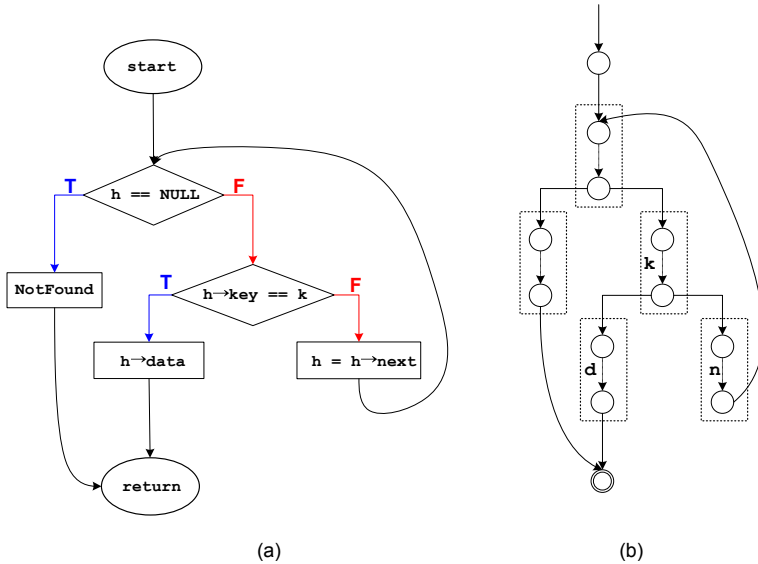 start
T
h == NULL
F
NotFound
T
h→key == k
F
h→data
h = h→next
return
(a)
k
d
n
(b)